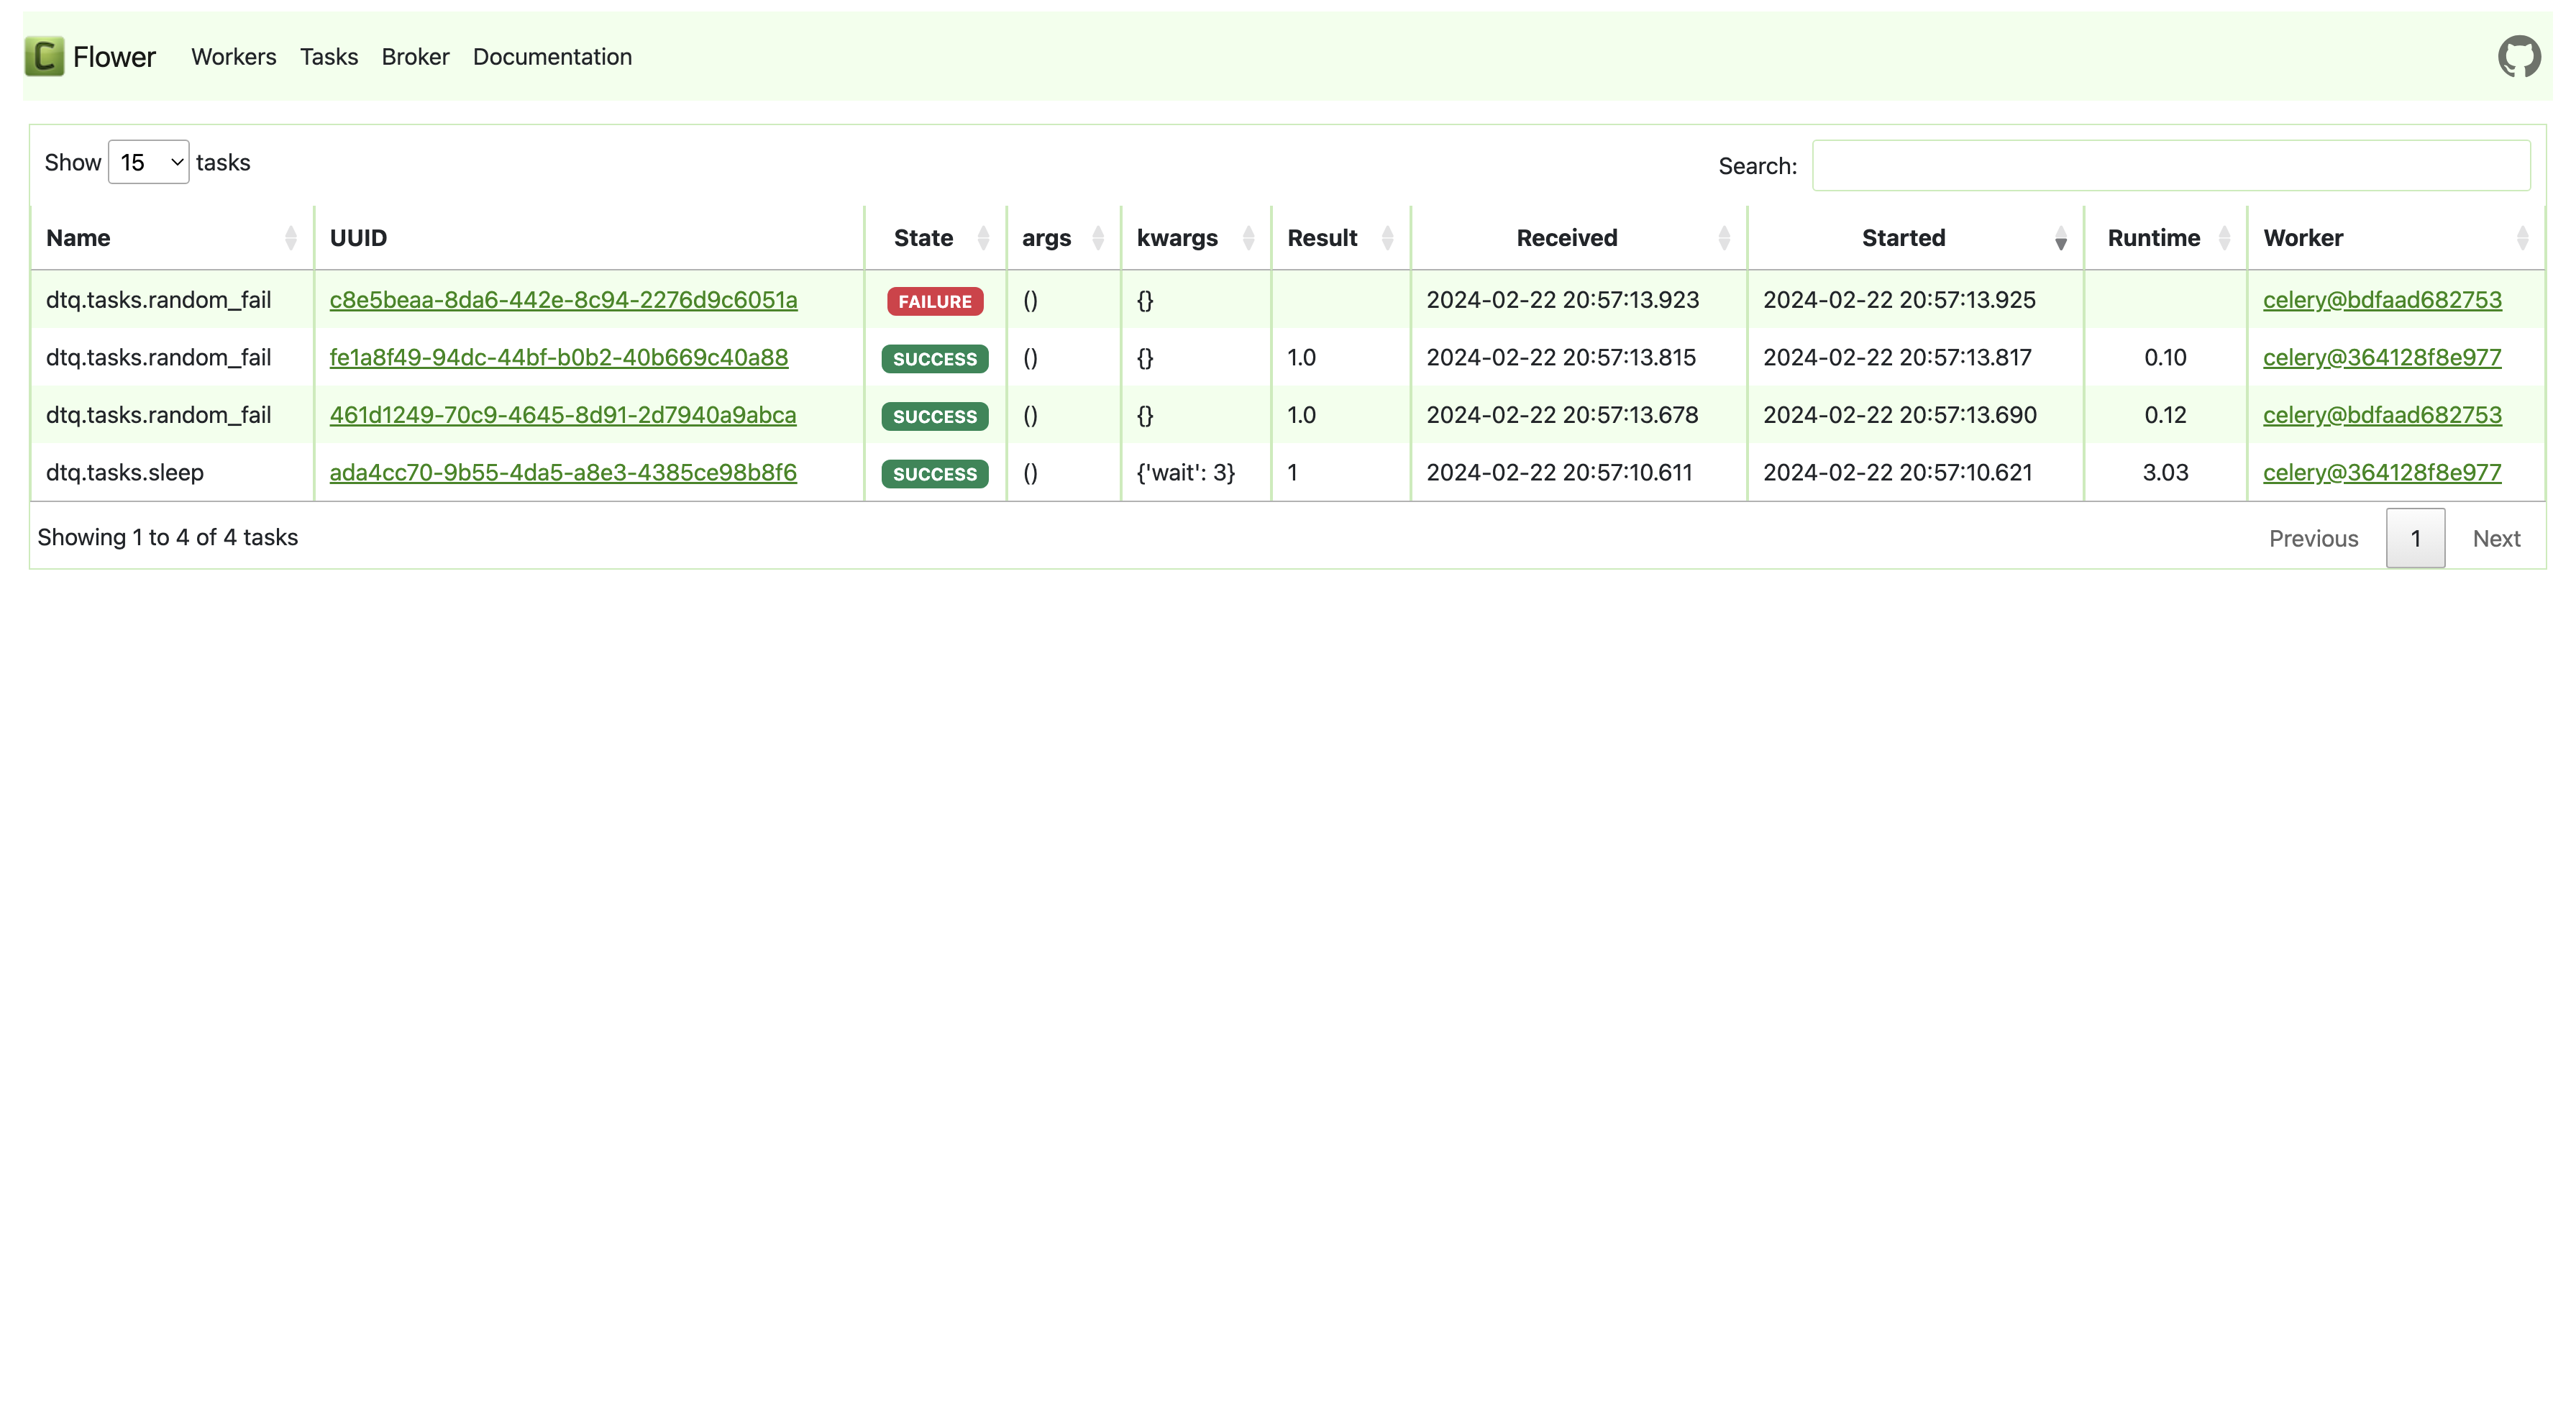 Flower Workers Tasks Broker Documentation
Show 15 tasks Search:
Name UUID State args kwargs Result Received Started Runtime Worker
dtq.tasks.random_fail c8e5beaa-8da6-442e-8c94-2276d9c6051a FAILURE () {} 2024-02-22 20:57:13.923 2024-02-22 20:57:13.925 celery@bdfaad682753
dtq.tasks.random_fail fe1a8f49-94dc-44bf-b0b2-40b669c40a88 SUCCESS () {} 1.0 2024-02-22 20:57:13.815 2024-02-22 20:57:13.817 0.10 celery@364128f8e977
dtq.tasks.random_fail 461d1249-70c9-4645-8d91-2d7940a9abca SUCCESS () {} 1.0 2024-02-22 20:57:13.678 2024-02-22 20:57:13.690 0.12 celery@bdfaad682753
dtq.tasks.sleep ada4cc70-9b55-4da5-a8e3-4385ce98b8f6 SUCCESS () {'wait': 3} 1 2024-02-22 20:57:10.611 2024-02-22 20:57:10.621 3.03 celery@364128f8e977
Showing 1 to 4 of 4 tasks Previous 1 Next